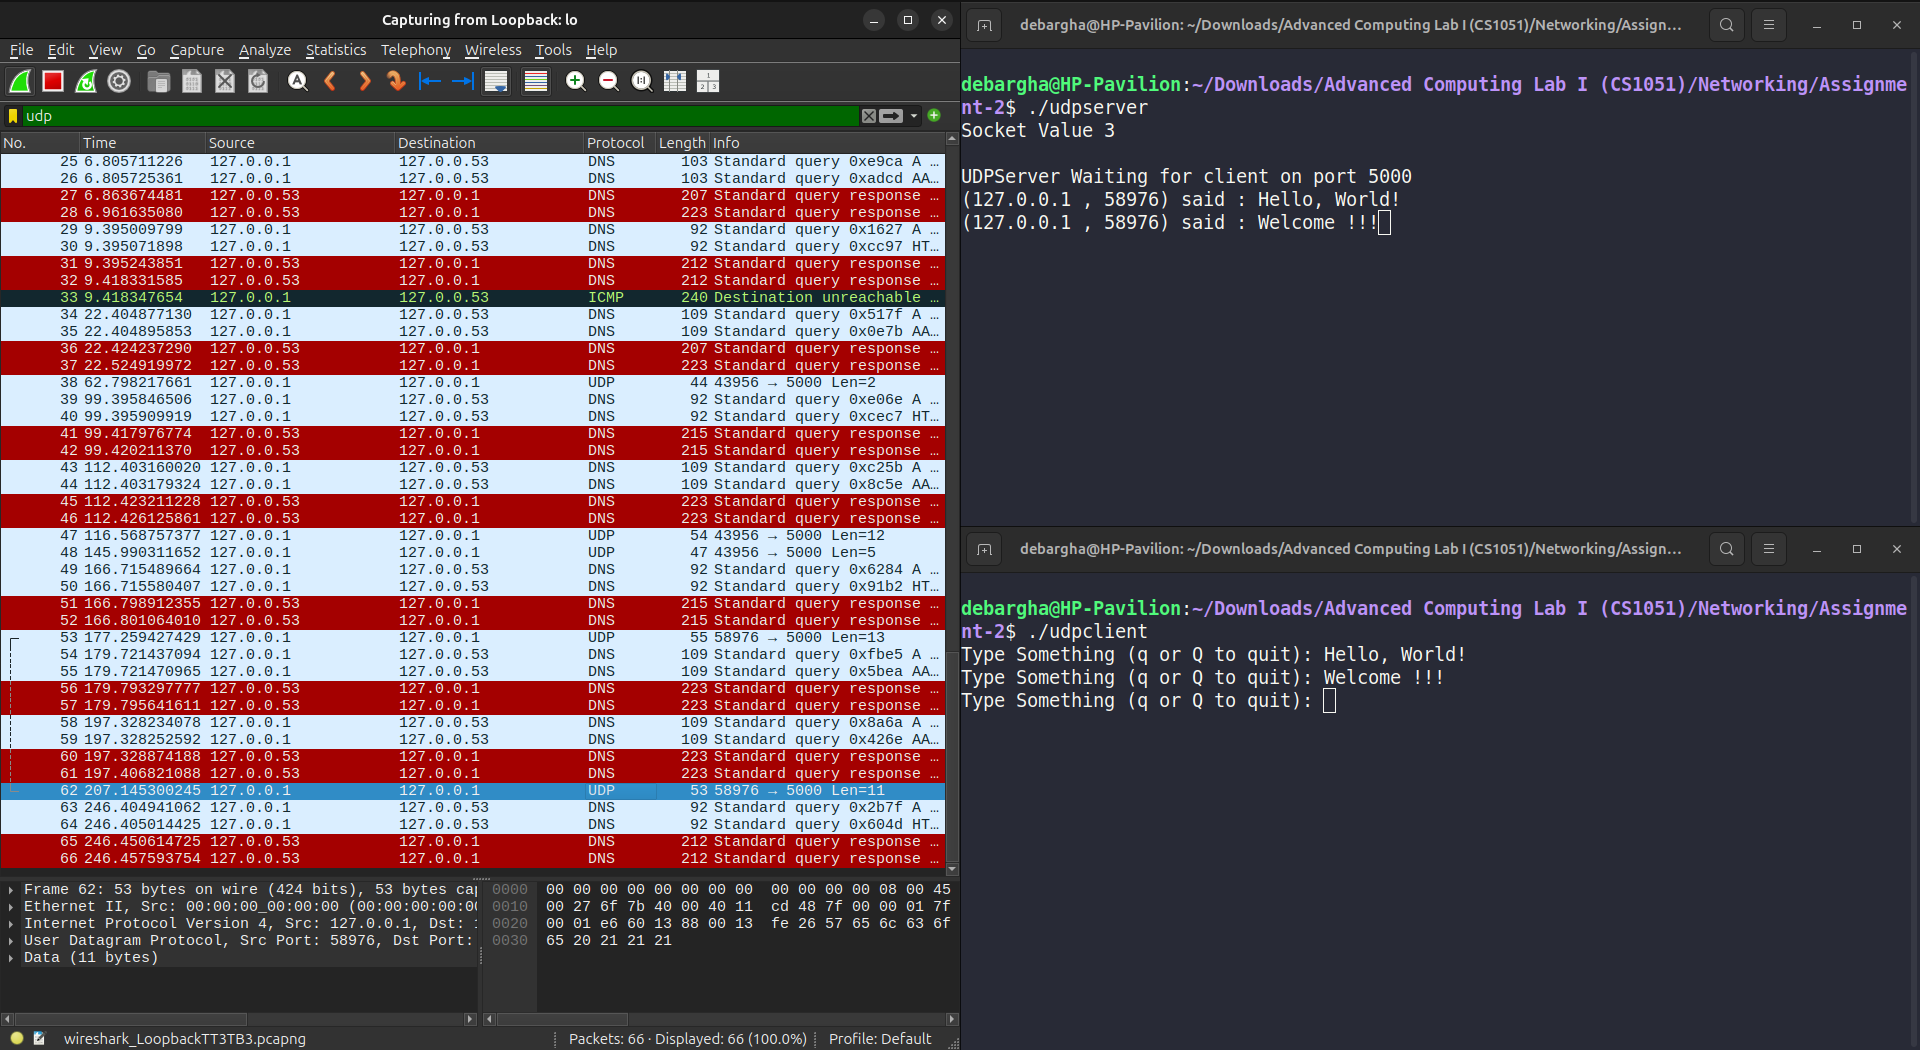 Capturing from Loopback: lo
File Edit View Go Capture Analyze Statistics Telephony Wireless Tools Help
udp
No. Time Source Destination Protocol Length Info
25 6.805711226 127.0.0.1 127.0.0.53 DNS 103 Standard query 0xe9ca A …
26 6.805725361 127.0.0.1 127.0.0.53 DNS 103 Standard query 0xadcd AA…
27 6.863674481 127.0.0.53 127.0.0.1 DNS 207 Standard query response …
28 6.961635080 127.0.0.53 127.0.0.1 DNS 223 Standard query response …
29 9.395009799 127.0.0.1 127.0.0.53 DNS 92 Standard query 0x1627 A …
30 9.395071898 127.0.0.1 127.0.0.53 DNS 92 Standard query 0xcc97 HT…
31 9.395243851 127.0.0.53 127.0.0.1 DNS 212 Standard query response …
32 9.418331585 127.0.0.53 127.0.0.1 DNS 212 Standard query response …
33 9.418347654 127.0.0.1 127.0.0.53 ICMP 240 Destination unreachable …
34 22.404877130 127.0.0.1 127.0.0.53 DNS 109 Standard query 0x517f A …
35 22.404895853 127.0.0.1 127.0.0.53 DNS 109 Standard query 0x0e7b AA…
36 22.424237290 127.0.0.53 127.0.0.1 DNS 207 Standard query response …
37 22.524919972 127.0.0.53 127.0.0.1 DNS 223 Standard query response …
38 62.798217661 127.0.0.1 127.0.0.1 UDP 44 43956 → 5000 Len=2
39 99.395846506 127.0.0.1 127.0.0.53 DNS 92 Standard query 0xe06e A …
40 99.395909919 127.0.0.1 127.0.0.53 DNS 92 Standard query 0xcec7 HT…
41 99.417976774 127.0.0.53 127.0.0.1 DNS 215 Standard query response …
42 99.420211370 127.0.0.53 127.0.0.1 DNS 215 Standard query response …
43 112.403160020 127.0.0.1 127.0.0.53 DNS 109 Standard query 0xc25b A …
44 112.403179324 127.0.0.1 127.0.0.53 DNS 109 Standard query 0x8c5e AA…
45 112.423211228 127.0.0.53 127.0.0.1 DNS 223 Standard query response …
46 112.426125861 127.0.0.53 127.0.0.1 DNS 223 Standard query response …
47 116.568757377 127.0.0.1 127.0.0.1 UDP 54 43956 → 5000 Len=12
48 145.990311652 127.0.0.1 127.0.0.1 UDP 47 43956 → 5000 Len=5
49 166.715489664 127.0.0.1 127.0.0.53 DNS 92 Standard query 0x6284 A …
50 166.715580407 127.0.0.1 127.0.0.53 DNS 92 Standard query 0x91b2 HT…
51 166.798912355 127.0.0.53 127.0.0.1 DNS 215 Standard query response …
52 166.801064010 127.0.0.53 127.0.0.1 DNS 215 Standard query response …
53 177.259427429 127.0.0.1 127.0.0.1 UDP 55 58976 → 5000 Len=13
54 179.721437094 127.0.0.1 127.0.0.53 DNS 109 Standard query 0xfbe5 A …
55 179.721470965 127.0.0.1 127.0.0.53 DNS 109 Standard query 0x5bea AA…
56 179.793297777 127.0.0.53 127.0.0.1 DNS 223 Standard query response …
57 179.795641611 127.0.0.53 127.0.0.1 DNS 223 Standard query response …
58 197.328234078 127.0.0.1 127.0.0.53 DNS 109 Standard query 0x8a6a A …
59 197.328252592 127.0.0.1 127.0.0.53 DNS 109 Standard query 0x426e AA…
60 197.328874188 127.0.0.53 127.0.0.1 DNS 223 Standard query response …
61 197.406821088 127.0.0.53 127.0.0.1 DNS 223 Standard query response …
62 207.145300245 127.0.0.1 127.0.0.1 UDP 53 58976 → 5000 Len=11
63 246.404941062 127.0.0.1 127.0.0.53 DNS 92 Standard query 0x2b7f A …
64 246.405014425 127.0.0.1 127.0.0.53 DNS 92 Standard query 0x604d HT…
65 246.450614725 127.0.0.53 127.0.0.1 DNS 212 Standard query response …
66 246.457593754 127.0.0.53 127.0.0.1 DNS 212 Standard query response …
Frame 62: 53 bytes on wire (424 bits), 53 bytes cap
Ethernet II, Src: 00:00:00_00:00:00 (00:00:00:00:00
Internet Protocol Version 4, Src: 127.0.0.1, Dst: 1
User Datagram Protocol, Src Port: 58976, Dst Port:
Data (11 bytes)
0000 00 00 00 00 00 00 00 00 00 00 00 00 08 00 45
0010 00 27 6f 7b 40 00 40 11 cd 48 7f 00 00 01 7f
0020 00 01 e6 60 13 88 00 13 fe 26 57 65 6c 63 6f
0030 65 20 21 21 21
wireshark_LoopbackTT3TB3.pcapng Packets: 66 · Displayed: 66 (100.0%) Profile: Default
debargha@HP-Pavilion: ~/Downloads/Advanced Computing Lab I (CS1051)/Networking/Assign...
debargha@HP-Pavilion:~/Downloads/Advanced Computing Lab I (CS1051)/Networking/Assignme
nt-2$ ./udpserver
Socket Value 3
UDPServer Waiting for client on port 5000
(127.0.0.1 , 58976) said : Hello, World!
(127.0.0.1 , 58976) said : Welcome !!!
debargha@HP-Pavilion: ~/Downloads/Advanced Computing Lab I (CS1051)/Networking/Assign...
debargha@HP-Pavilion:~/Downloads/Advanced Computing Lab I (CS1051)/Networking/Assignme
nt-2$ ./udpclient
Type Something (q or Q to quit): Hello, World!
Type Something (q or Q to quit): Welcome !!!
Type Something (q or Q to quit):